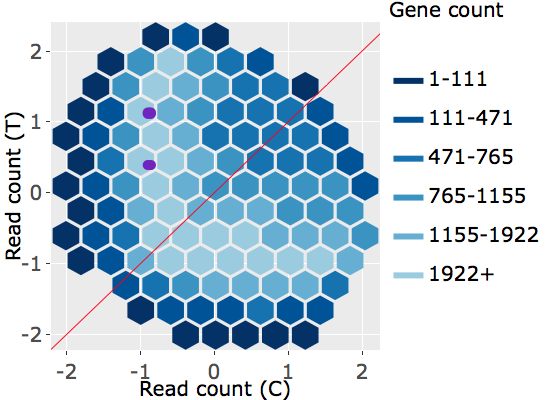 Gene count
1-111
111-471
471-765
765-1155
1155-1922
1922+
Read count (T)
2
1
0
-1
-2
-2 -1 0 1 2
Read count (C)